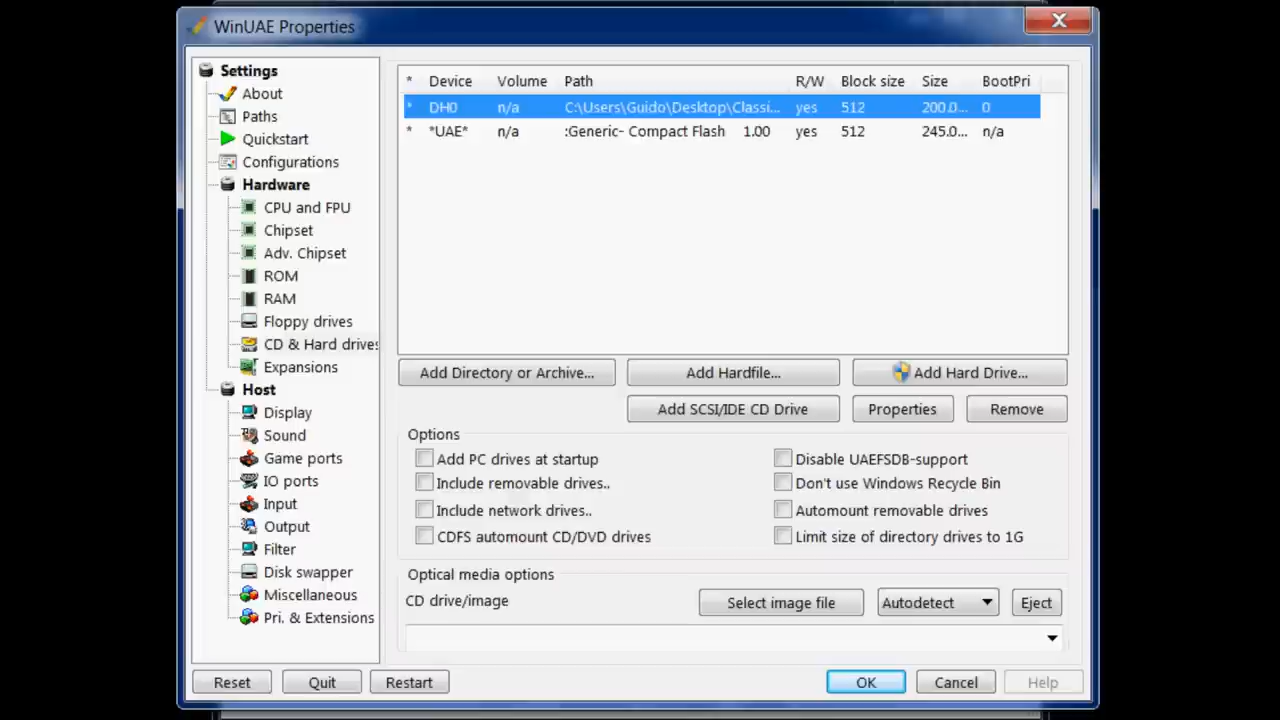 WinUAE Properties
Settings
About
Paths
Quickstart
Configurations
Hardware
CPU and FPU
Chipset
Adv. Chipset
ROM
RAM
Floppy drives
CD & Hard drives
Expansions
Host
Display
Sound
Game ports
IO ports
Input
Output
Filter
Disk swapper
Miscellaneous
Pri. & Extensions
* Device Volume Path R/W Block size Size BootPri
* DH0 n/a C:\Users\Guido\Desktop\Classi... yes 512 200.0... 0
* *UAE* n/a :Generic- Compact Flash 1.00 yes 512 245.0... n/a
Add Directory or Archive... Add Hardfile... Add Hard Drive...
Add SCSI/IDE CD Drive Properties Remove
Options
Add PC drives at startup Disable UAEFSDB-support
Include removable drives.. Don't use Windows Recycle Bin
Include network drives.. Automount removable drives
CDFS automount CD/DVD drives Limit size of directory drives to 1G
Optical media options
CD drive/image Select image file Autodetect Eject
Reset Quit Restart OK Cancel Help